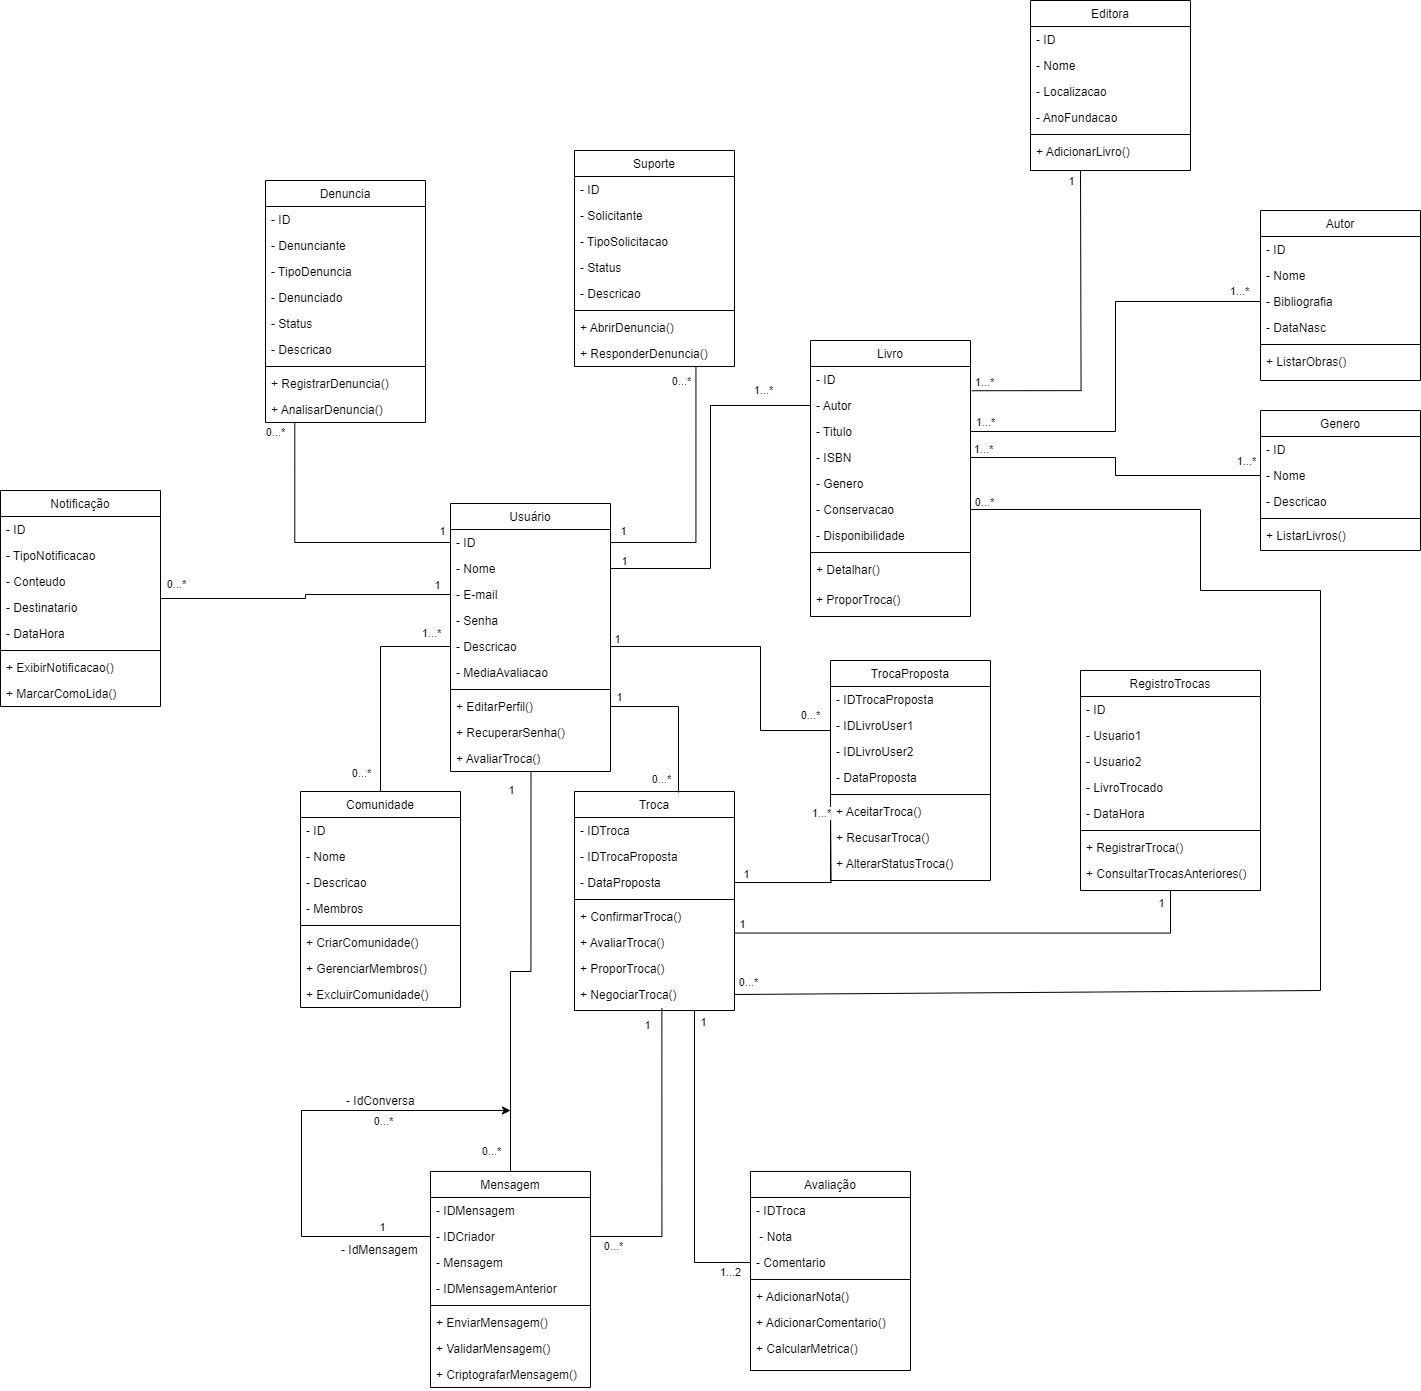 Editora
- ID
- Nome
- Localizacao
- AnoFundacao
+ AdicionarLivro()
1
Suporte
- ID
- Solicitante
- TipoSolicitacao
- Status
- Descricao
+ AbrirDenuncia()
+ ResponderDenuncia()
0...*
Denuncia
- ID
- Denunciante
- TipoDenuncia
- Denunciado
- Status
- Descricao
+ RegistrarDenuncia()
+ AnalisarDenuncia()
0...*
Autor
- ID
- Nome
- Bibliografia
- DataNasc
+ ListarObras()
1...*
Livro
- ID
- Autor
- Titulo
- ISBN
- Genero
- Conservacao
- Disponibilidade
+ Detalhar()
+ ProporTroca()
1...*
1...*
1...*
1...*
0...*
Genero
- ID
- Nome
- Descricao
+ ListarLivros()
1...*
Notificação
- ID
- TipoNotificacao
- Conteudo
- Destinatario
- DataHora
+ ExibirNotificacao()
+ MarcarComoLida()
0...*
Usuário
- ID
- Nome
- E-mail
- Senha
- Descricao
- MediaAvaliacao
+ EditarPerfil()
+ RecuperarSenha()
+ AvaliarTroca()
1
1
1...*
1
1
1
1
1
TrocaProposta
- IDTrocaProposta
- IDLivroUser1
- IDLivroUser2
- DataProposta
+ AceitarTroca()
+ RecusarTroca()
+ AlterarStatusTroca()
0...*
1...*
RegistroTrocas
- ID
- Usuario1
- Usuario2
- LivroTrocado
- DataHora
+ RegistrarTroca()
+ ConsultarTrocasAnteriores()
1
0...*
Comunidade
- ID
- Nome
- Descricao
- Membros
+ CriarComunidade()
+ GerenciarMembros()
+ ExcluirComunidade()
0...*
Troca
- IDTroca
- IDTrocaProposta
- DataProposta
+ ConfirmarTroca()
+ AvaliarTroca()
+ ProporTroca()
+ NegociarTroca()
1
1
0...*
1
1
- IdConversa
0...*
0...*
1
- IdMensagem
Mensagem
- IDMensagem
- IDCriador
- Mensagem
- IDMensagemAnterior
+ EnviarMensagem()
+ ValidarMensagem()
+ CriptografarMensagem()
0...*
Avaliação
- IDTroca
- Nota
- Comentario
+ AdicionarNota()
+ AdicionarComentario()
+ CalcularMetrica()
1...2